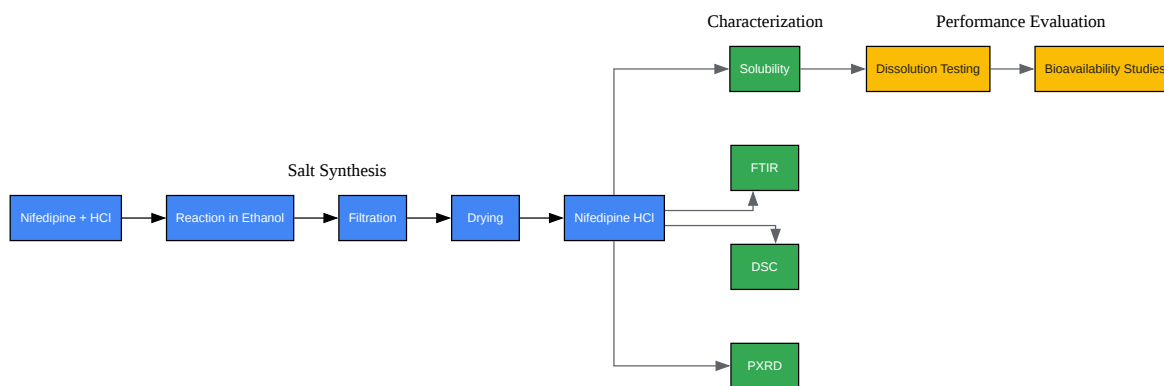 Characterization
Performance Evaluation
Solubility
Dissolution Testing
Bioavailability Studies
Salt Synthesis
FTIR
Nifedipine + HCl
Reaction in Ethanol
Filtration
Drying
Nifedipine HCl
DSC
PXRD